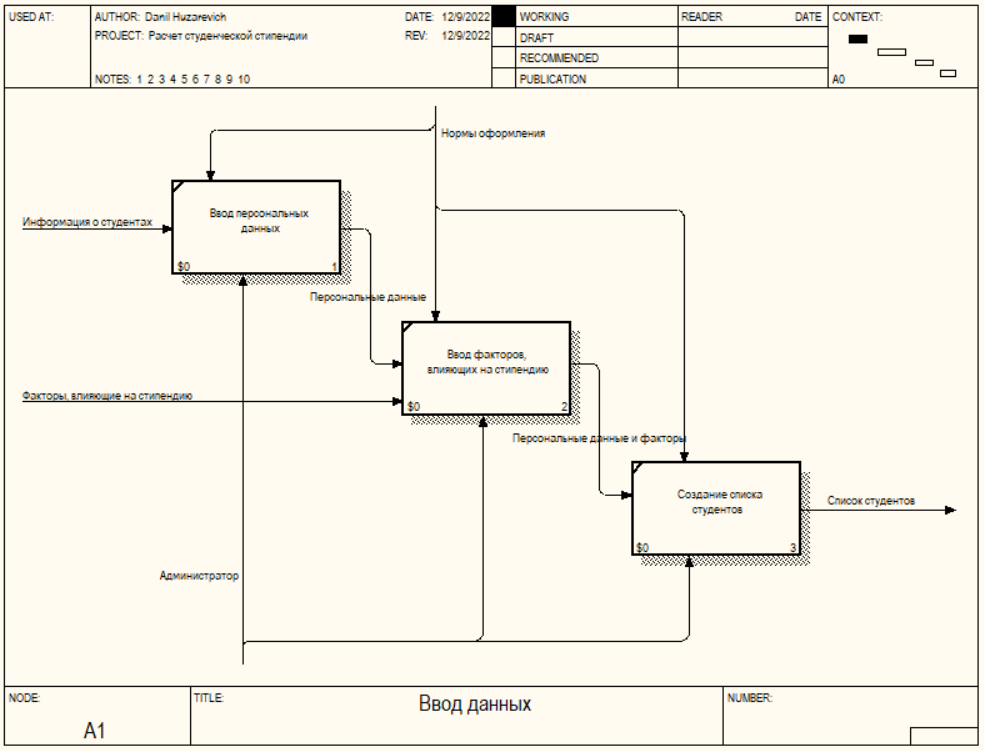 USED AT:
AUTHOR: Danil Huzarevich
DATE: 12/9/2022
WORKING
READER
DATE
CONTEXT:
PROJECT: Расчет студенческой стипендии
REV: 12/9/2022
DRAFT
RECOMMENDED
NOTES: 1 2 3 4 5 6 7 8 9 10
PUBLICATION
A0
Нормы оформления
Ввод персональных
данных
Информация о студентах
$0
1
Персональные данные
Ввод факторов,
влияющих на стипендию
Факторы, влияющие на стипендию
$0
2
Персональные данные и факторы
Создание списка
студентов
Список студентов
$0
3
Администратор
NODE:
TITLE:
Ввод данных
NUMBER:
A1